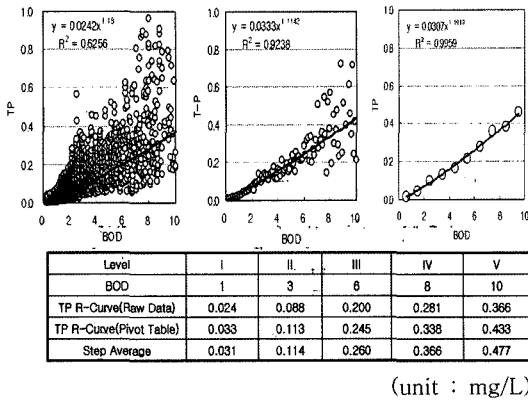 y = 0.0242x^1.18
R² = 0.6256
TP
1.0
0.8
0.6
0.4
0.2
0.0
0 2 4 6 8 10
BOD
y = 0.0333x^1.1142
R² = 0.9238
T-P
1.0
0.8
0.6
0.4
0.2
0.0
0 1 2 3 4 5 6 7 8 9 10
BOD
R² = 0.9959
TP
1.0
0.8
0.6
0.4
0.2
0.0
0 2 4 6 8 10
BOD
Level I II III IV V
BOD 1 3 6 8 10
TP R-Curve(Raw Data) 0.024 0.088 0.200 0.281 0.366
TP R-Curve(Pivot Table) 0.033 0.113 0.245 0.338 0.433
Step Average 0.031 0.114 0.260 0.366 0.477
(unit : mg/L)